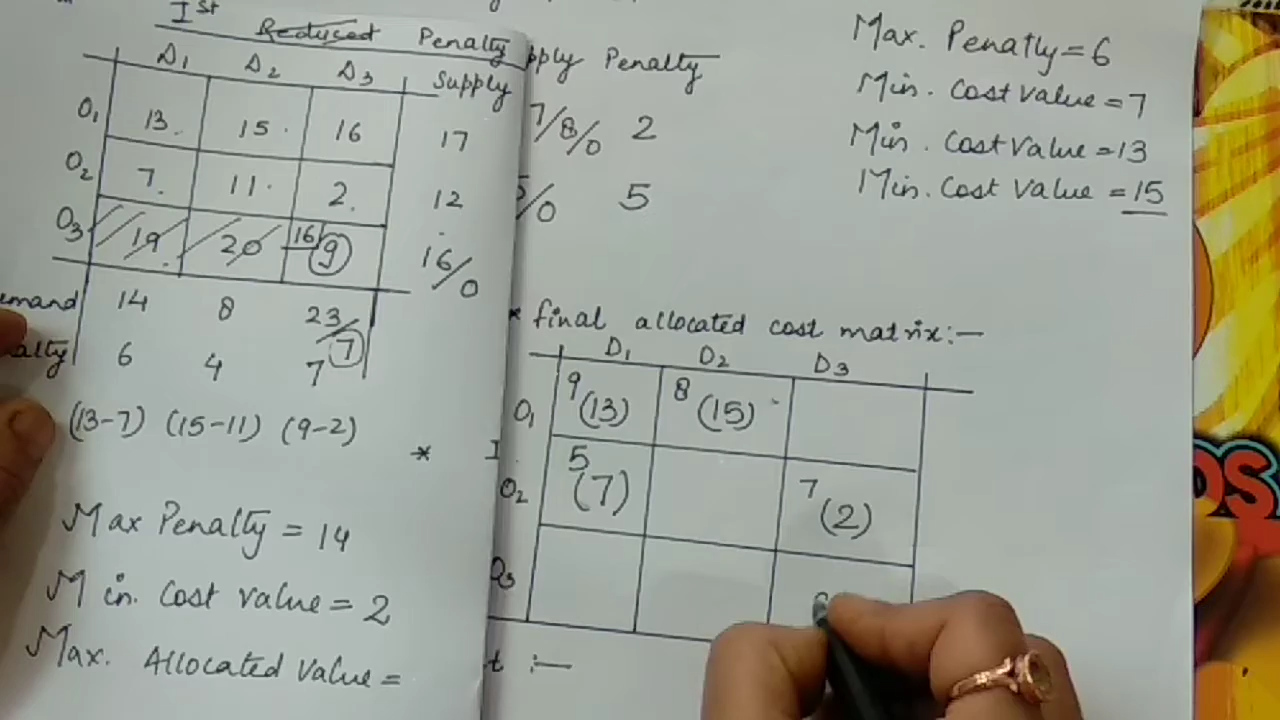 Ist Reduced Penalty
D1 D2 D3 Supply
O1 13 15 16 17
O2 7 11 2 12
O3 19 20 16 9 16/0
emand 14 8 23 7
alty 6 4 7
(13-7) (15-11) (9-2)
Max Penalty = 14
Min. Cost value = 2
Max. Allocated value =
pply Penalty
7/8/0 2
5/0 5
Max. Penatly = 6
Min. Cost value = 7
Min. Cost Value = 13
Min. Cost Value = 15
* final allocated cost matrix:-
D1 D2 D3
O1 9(13) 8(15)
* I
O2 5(7) 7(2)
O3
t :-